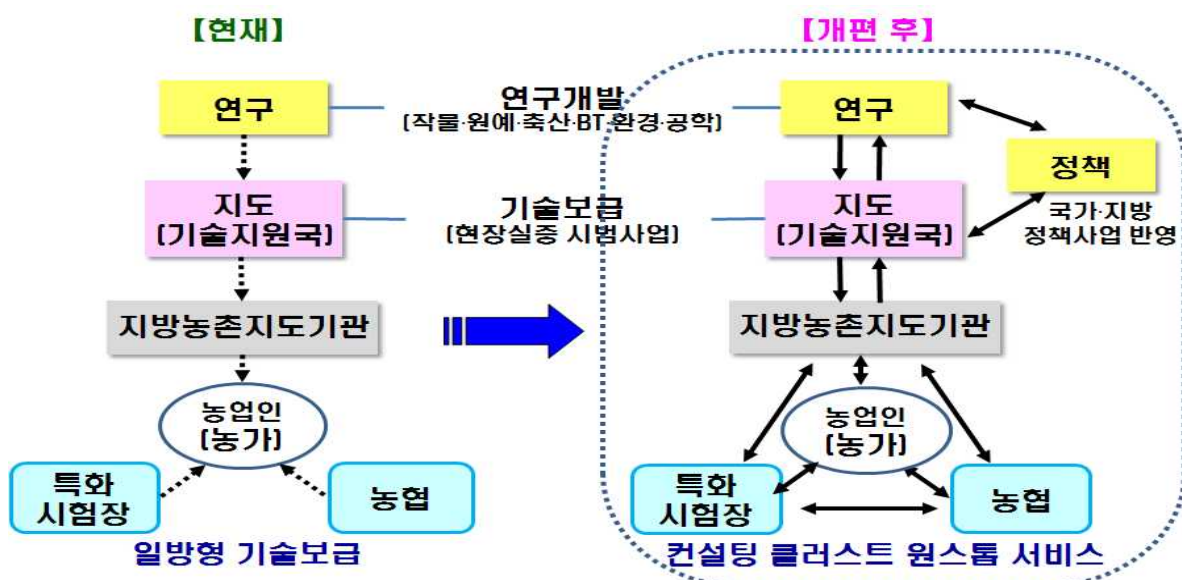 【현재】
【개편 후】
연구
연구개발
(작물·원예·축산·BT·환경·공학)
연구
정책
국가·지방
정책사업 반영
지도
(기술지원국)
기술보급
(현장실증 시범사업)
지도
(기술지원국)
지방농촌지도기관
지방농촌지도기관
농업인
(농가)
농업인
(농가)
특화
시험장
농협
특화
시험장
농협
일방형 기술보급
컨설팅 클러스트 원스톱 서비스